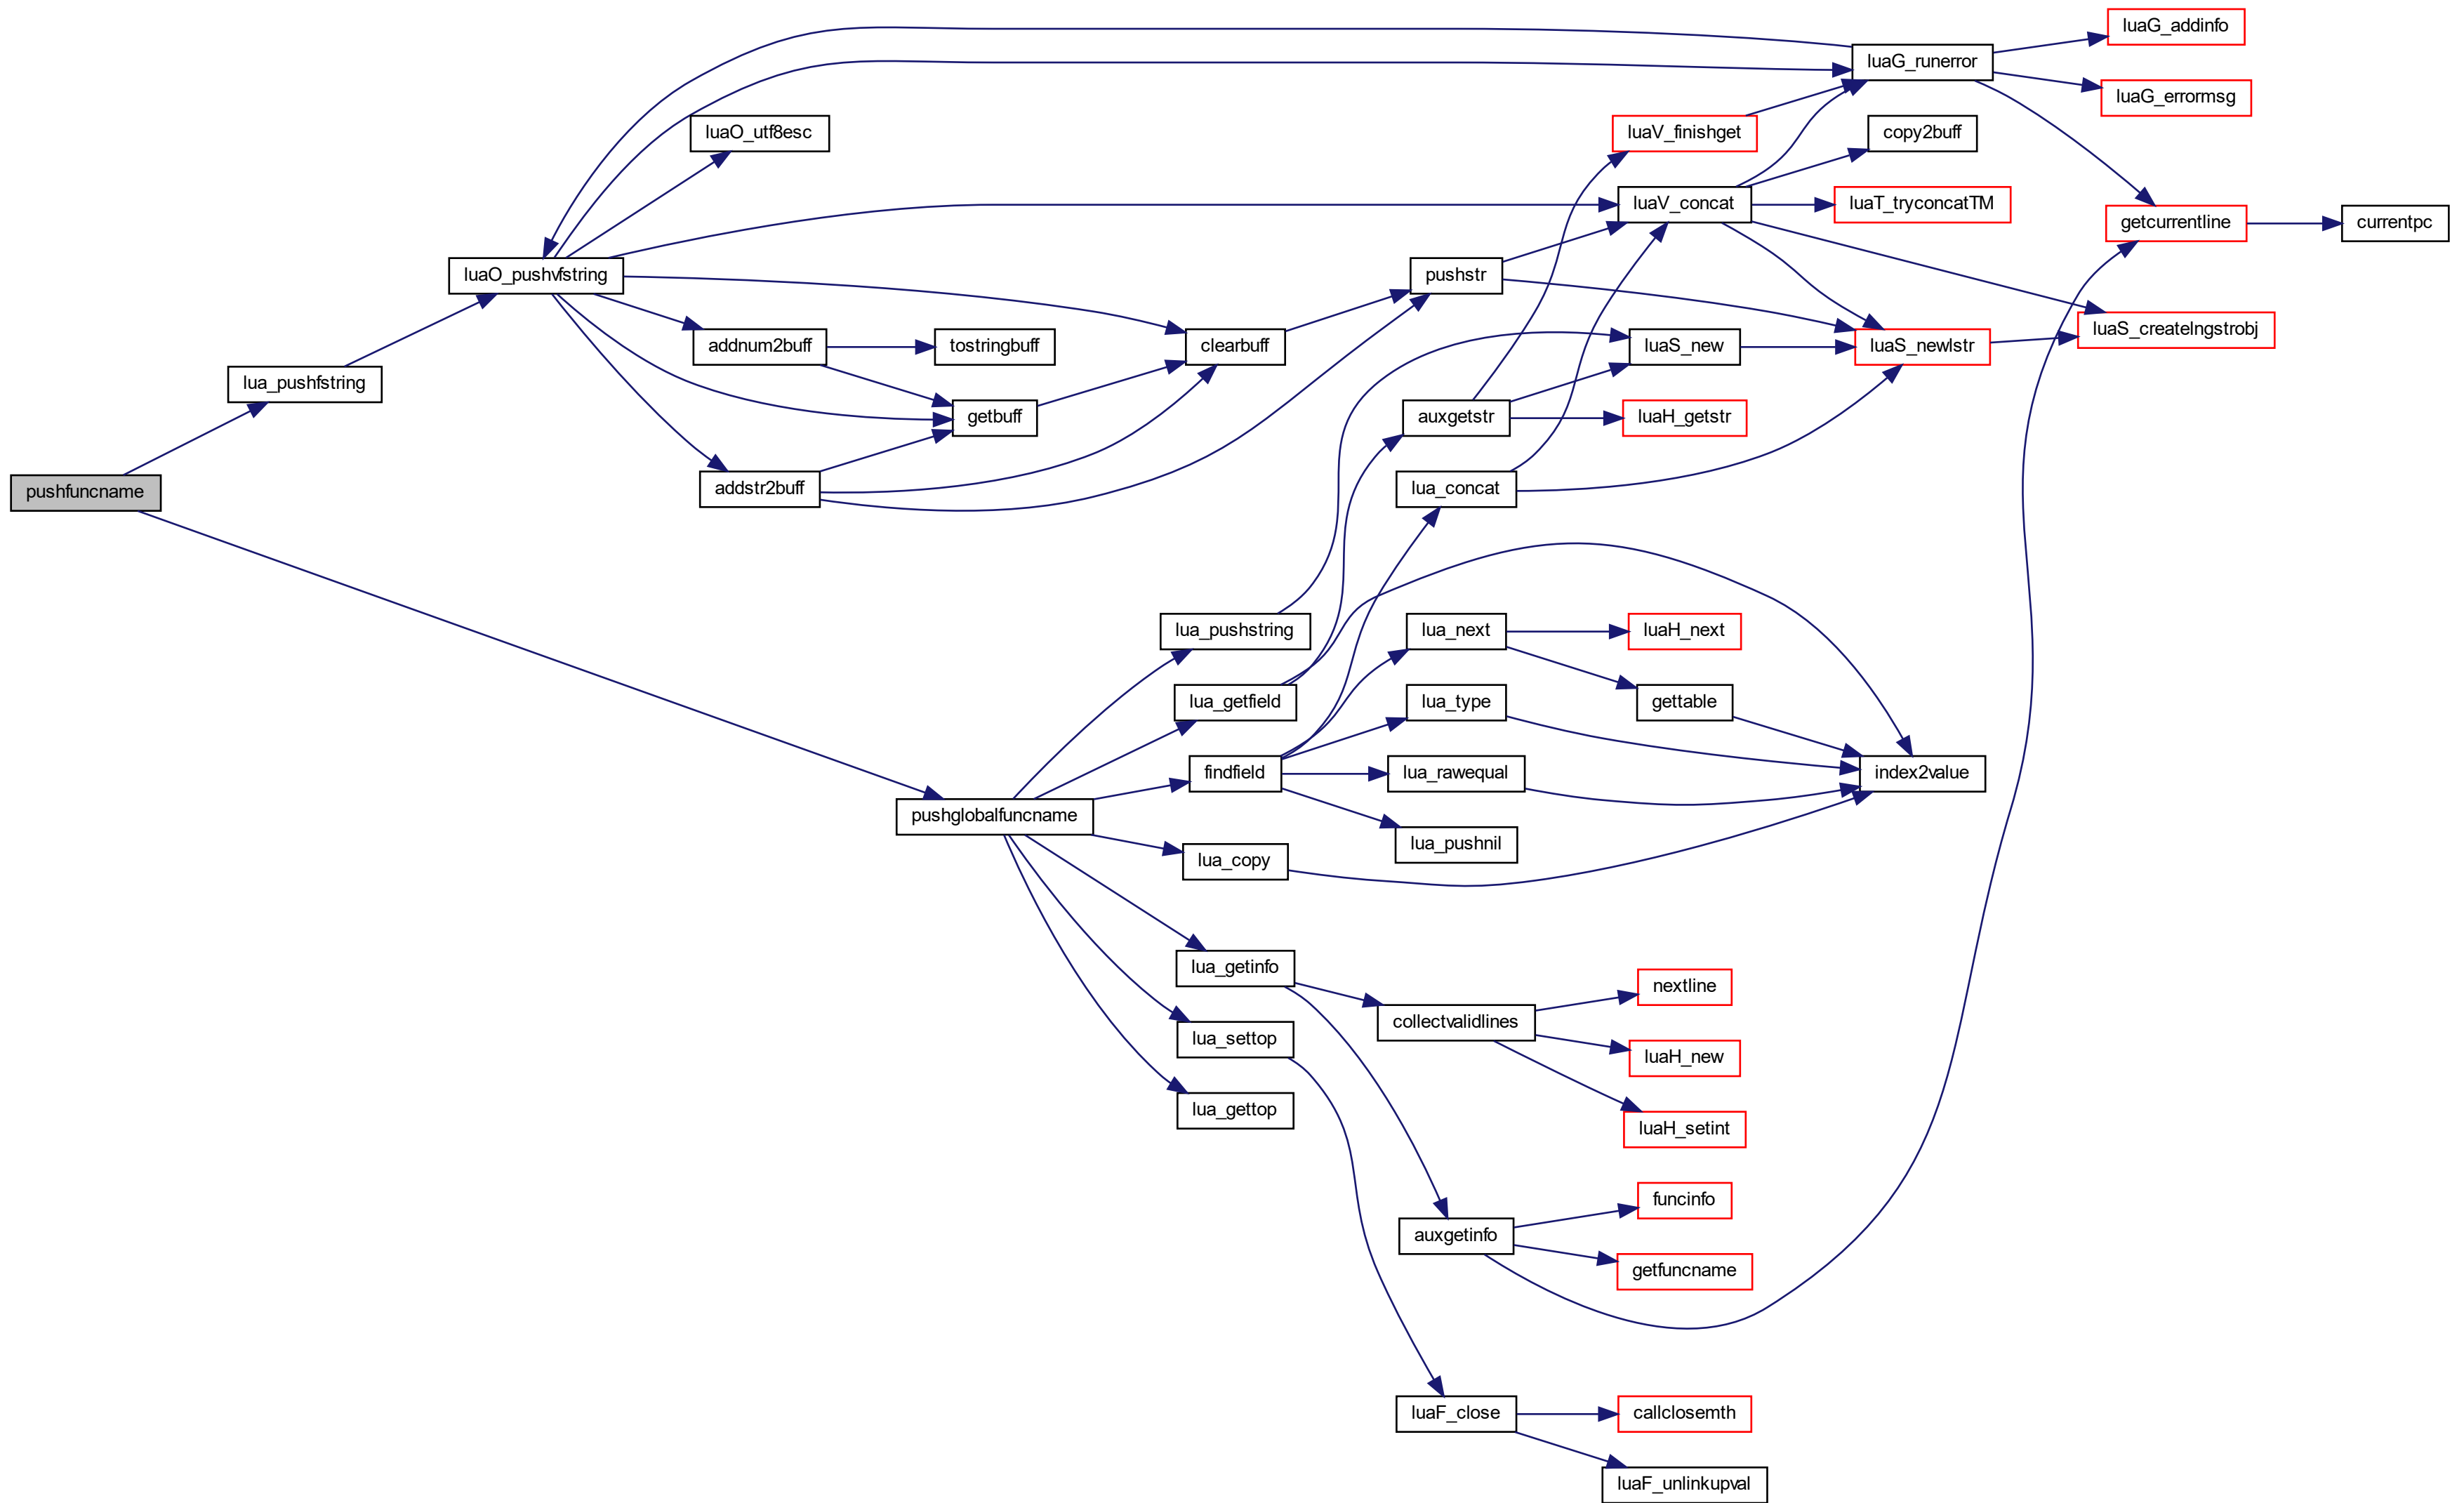 luaG_addinfo
luaG_runerror
luaG_errormsg
luaO_utf8esc
luaV_finishget
copy2buff
luaV_concat
luaT_tryconcatTM
getcurrentline
currentpc
luaO_pushvfstring
pushstr
luaS_createlngstrobj
addnum2buff
tostringbuff
clearbuff
luaS_new
luaS_newlstr
lua_pushfstring
getbuff
auxgetstr
luaH_getstr
pushfuncname
addstr2buff
lua_concat
lua_pushstring
lua_next
luaH_next
lua_getfield
lua_type
gettable
findfield
lua_rawequal
index2value
pushglobalfuncname
lua_pushnil
lua_copy
lua_getinfo
nextline
collectvalidlines
lua_settop
luaH_new
lua_gettop
luaH_setint
funcinfo
auxgetinfo
getfuncname
luaF_close
callclosemth
luaF_unlinkupval